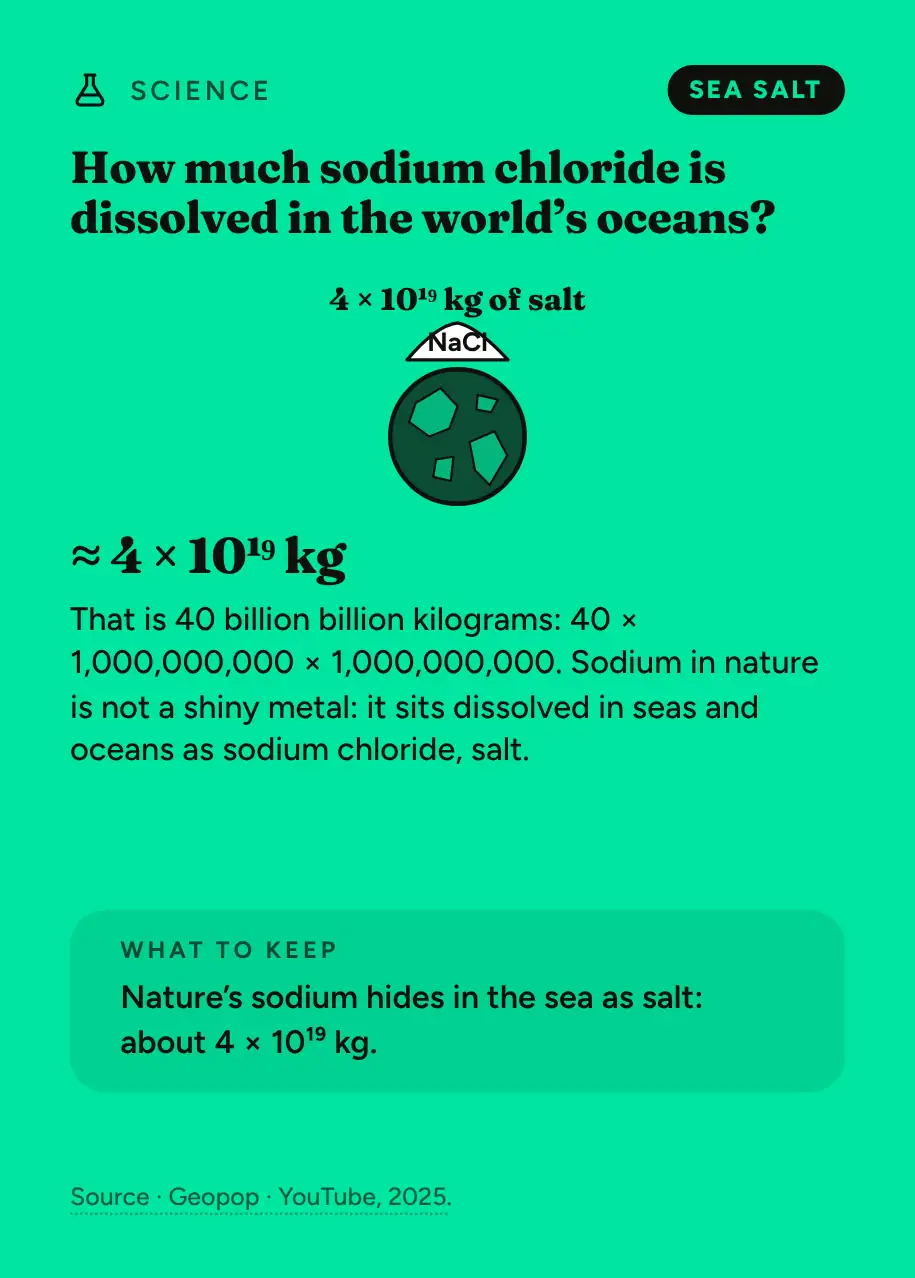 SCIENCE
SEA SALT
How much sodium chloride is
dissolved in the world’s oceans?
4 × 10¹⁹ kg of salt
NaCl
≈ 4 × 10¹⁹ kg
That is 40 billion billion kilograms: 40 ×
1,000,000,000 × 1,000,000,000. Sodium in nature
is not a shiny metal: it sits dissolved in seas and
oceans as sodium chloride, salt.
WHAT TO KEEP
Nature’s sodium hides in the sea as salt:
about 4 × 10¹⁹ kg.
Source · Geopop · YouTube, 2025.